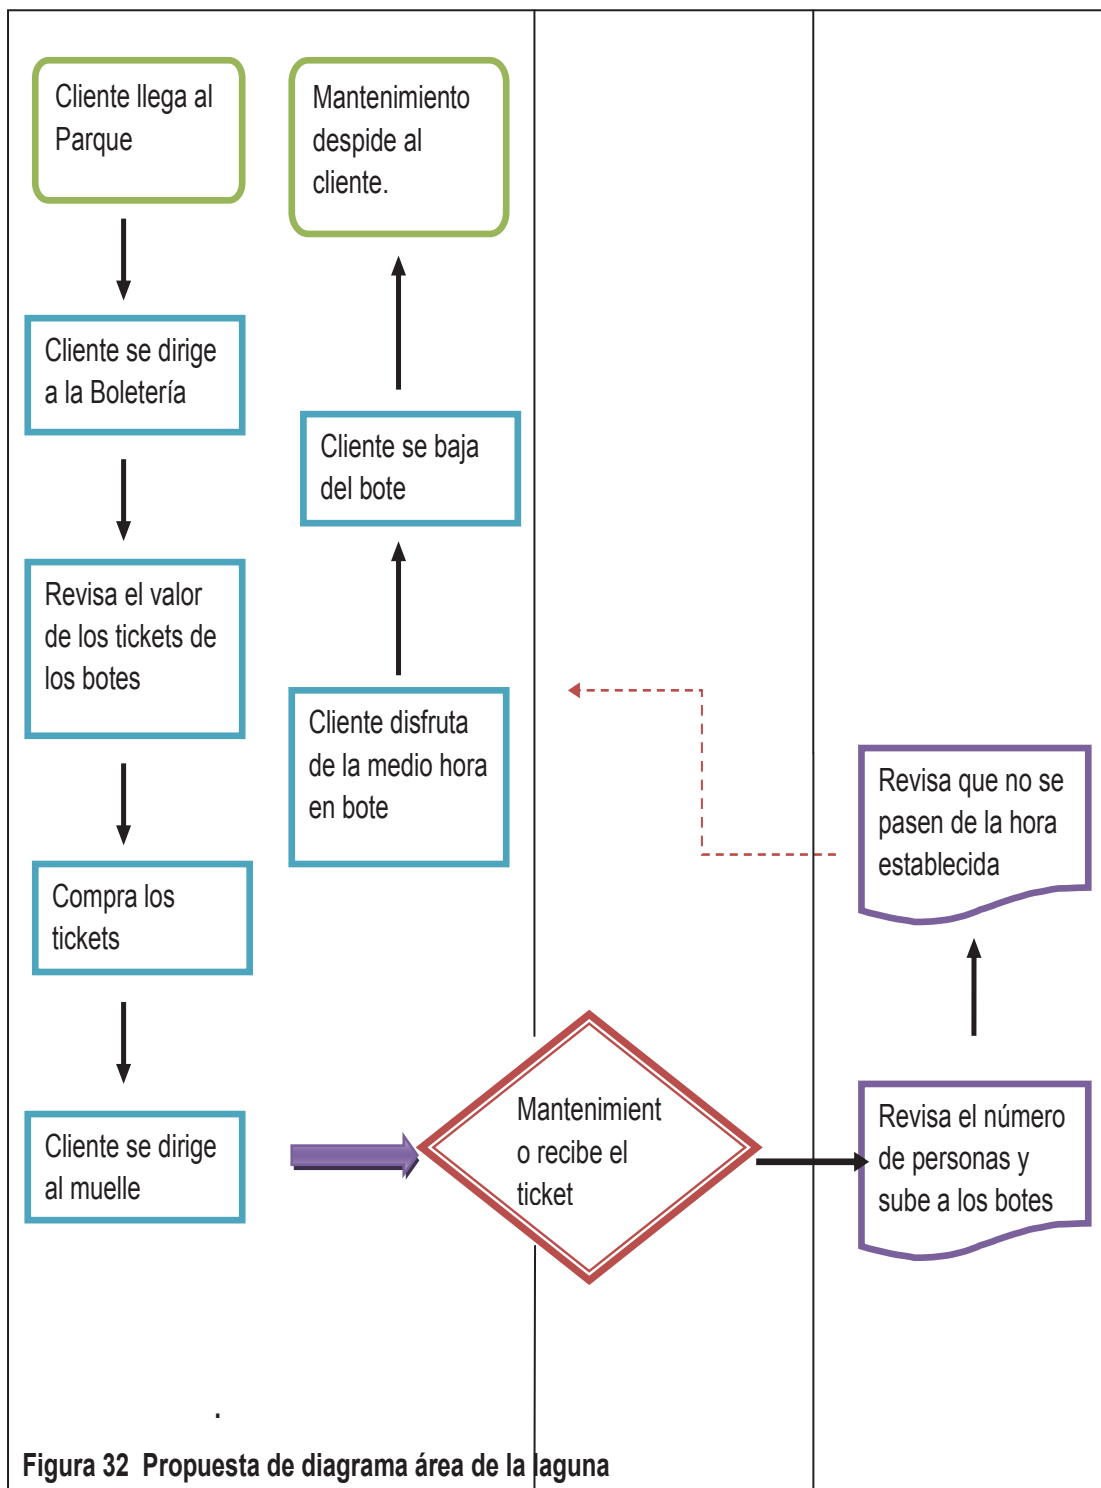 Cliente llega al
Parque
Cliente se dirige
a la Boletería
Revisa el valor
de los tickets de
los botes
Compra los
tickets
Cliente se dirige
al muelle
Mantenimient
o recibe el
ticket
Revisa el número
de personas y
sube a los botes
Revisa que no se
pasen de la hora
establecida
Cliente disfruta
de la medio hora
en bote
Cliente se baja
del bote
Mantenimiento
despide al
cliente.
.
Figura 32 Propuesta de diagrama área de la laguna